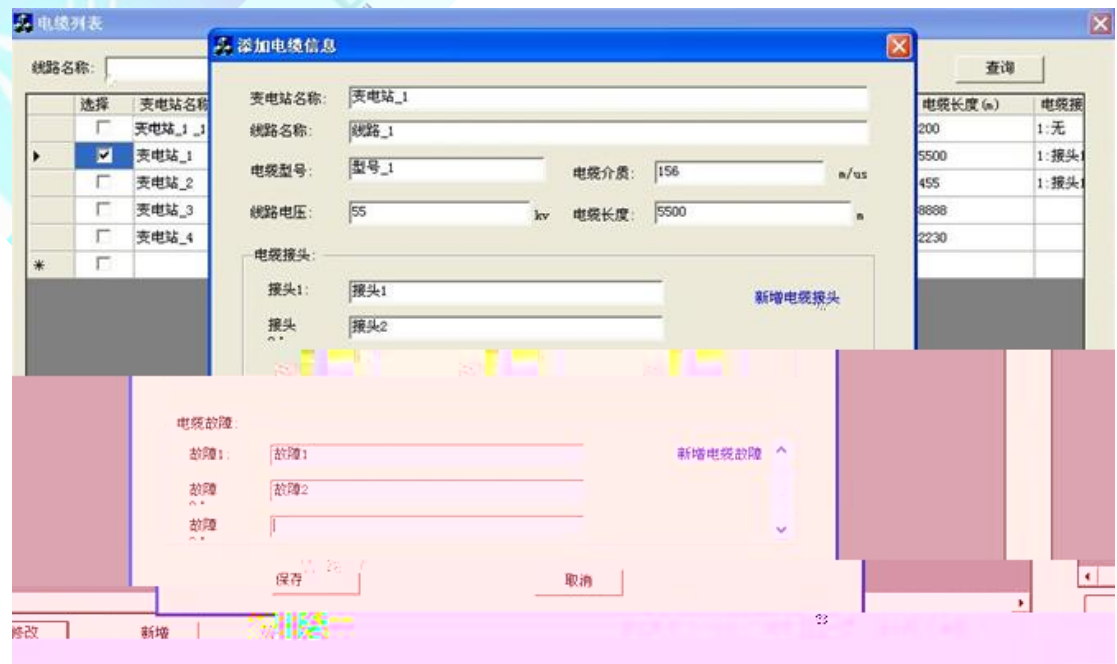 电缆列表
添加电缆信息
线路名称:
查询
选择 变电站名称 电缆长度(m) 电缆接
变电站_1 _1 200 1:无
变电站_1 5500 1:接头1
变电站_2 455 1:接头1
变电站_3 8888
变电站_4 2230
变电站名称: 变电站_1
线路名称: 线路_1
电缆型号: 型号_1 电缆介质: 156 m/us
线路电压: 55 kv 电缆长度: 5500 m
电缆接头:
接头1: 接头1 新增电缆接头
接头 接头2
电缆故障:
故障1: 故障1 新增电缆故障
故障 故障2
故障
保存 取消
修改 新增